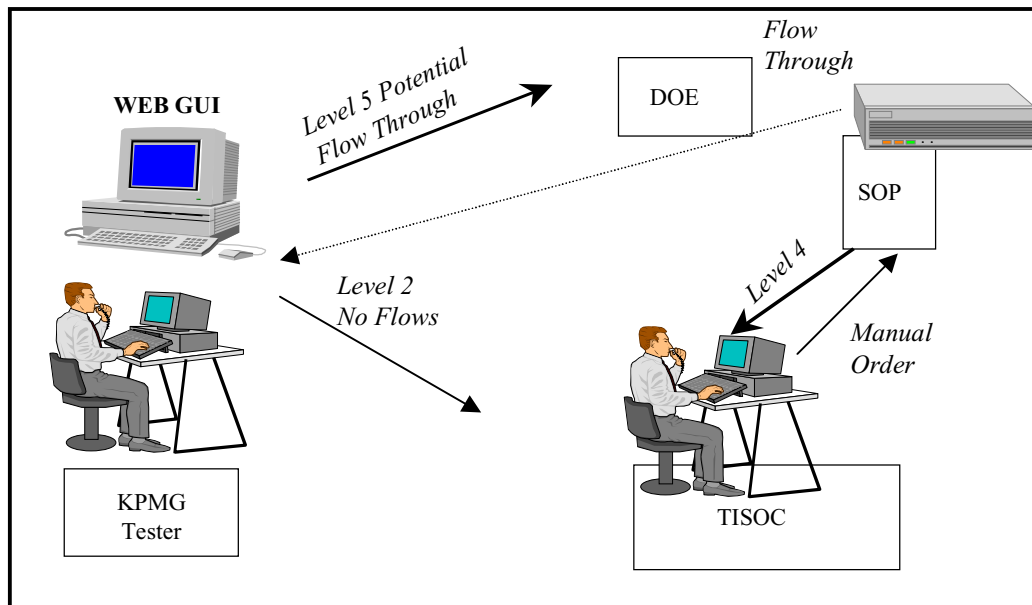 Flow
Through
WEB GUI
Level 5 Potential
Flow Through
DOE
SOP
Level 4
Level 2
No Flows
Manual
Order
KPMG
Tester
TISOC